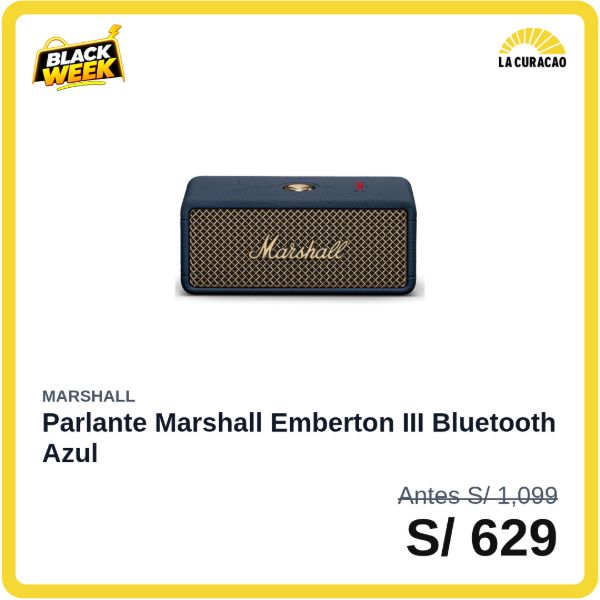 BLACK
WEEK
LA CURACAO
Marshall
MARSHALL
Parlante Marshall Emberton III Bluetooth
Azul
Antes S/ 1,099
S/ 629